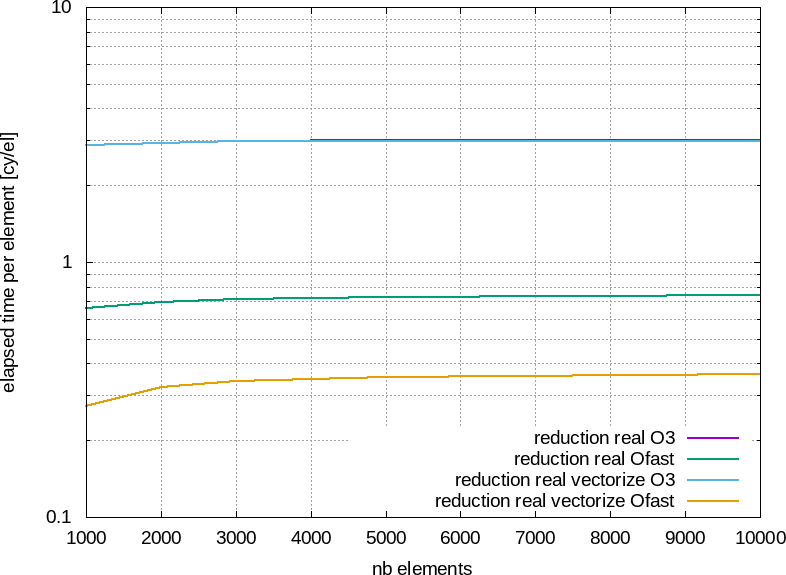 10
1
0.1
elapsed time per element [cy/el]
reduction real O3
reduction real Ofast
reduction real vectorize O3
reduction real vectorize Ofast
1000 2000 3000 4000 5000 6000 7000 8000 9000 10000
nb elements